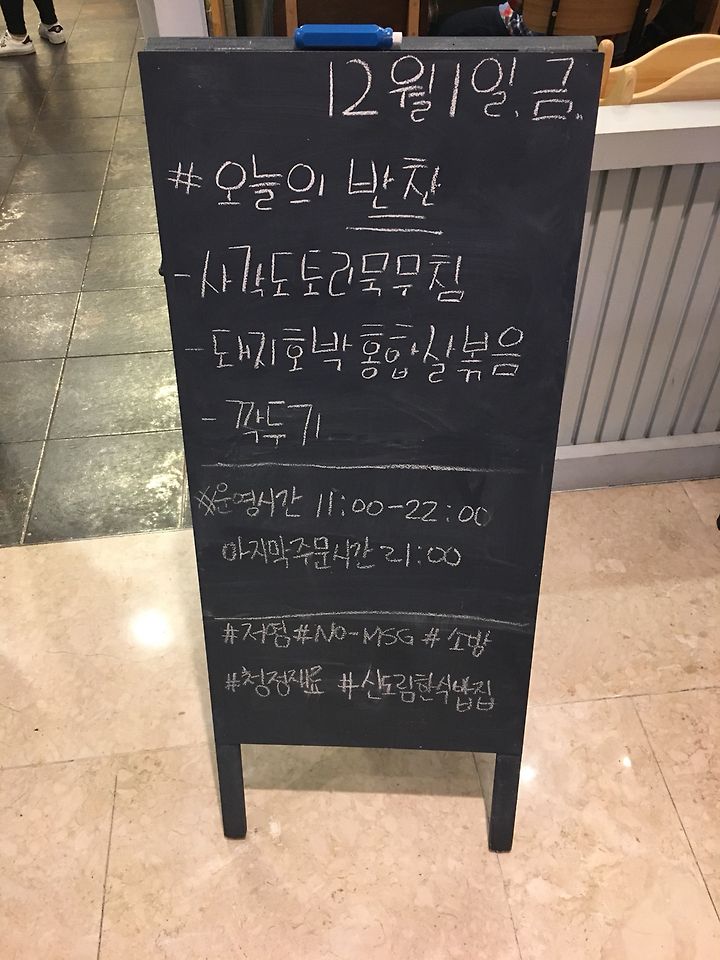 12월 1일. 금.
#오늘의 반찬
-사각도토리묵무침
-돼지호박홍합살볶음
-깍두기
※운영시간 11:00-22:00
마지막주문시간 21:00
#저염 #NO-MSG #소방
#청정재료 #신도림한식밥집